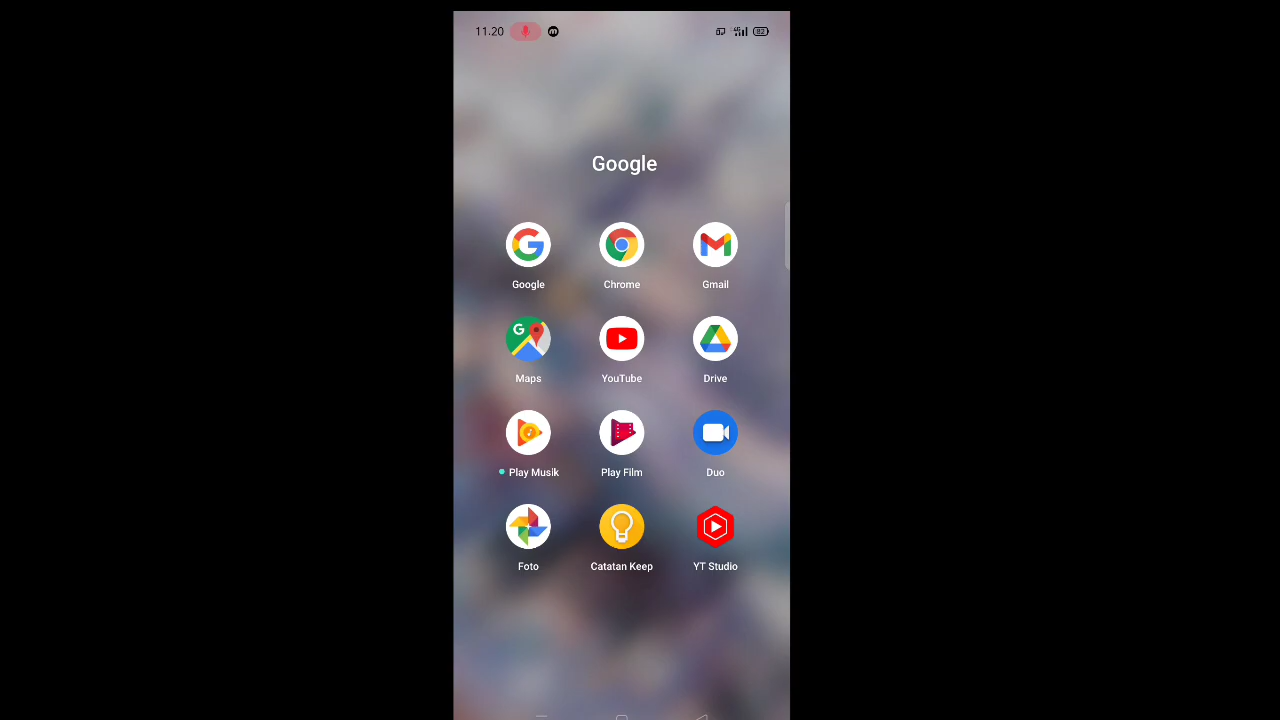 11.20
82
Google
Google
Chrome
Gmail
Maps
YouTube
Drive
Play Musik
Play Film
Duo
Foto
Catatan Keep
YT Studio